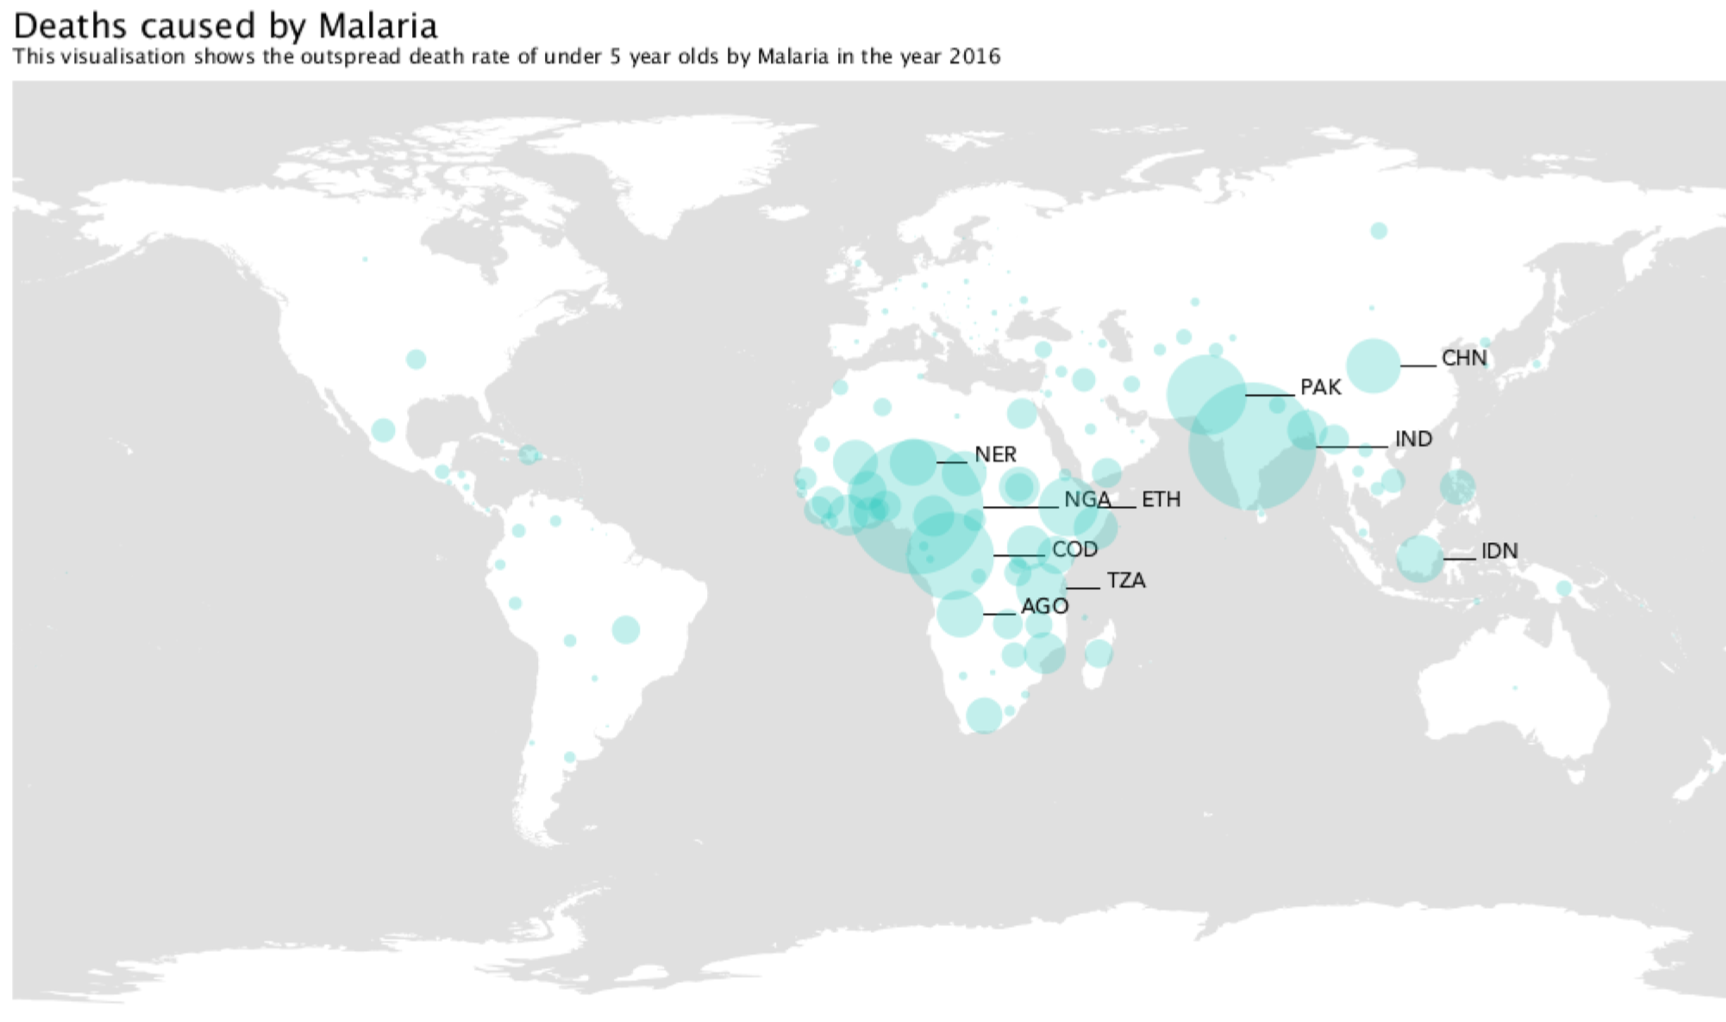 Deaths caused by Malaria
This visualisation shows the outspread death rate of under 5 year olds by Malaria in the year 2016
CHN
PAK
IND
NER
NGA
ETH
COD
IDN
TZA
AGO